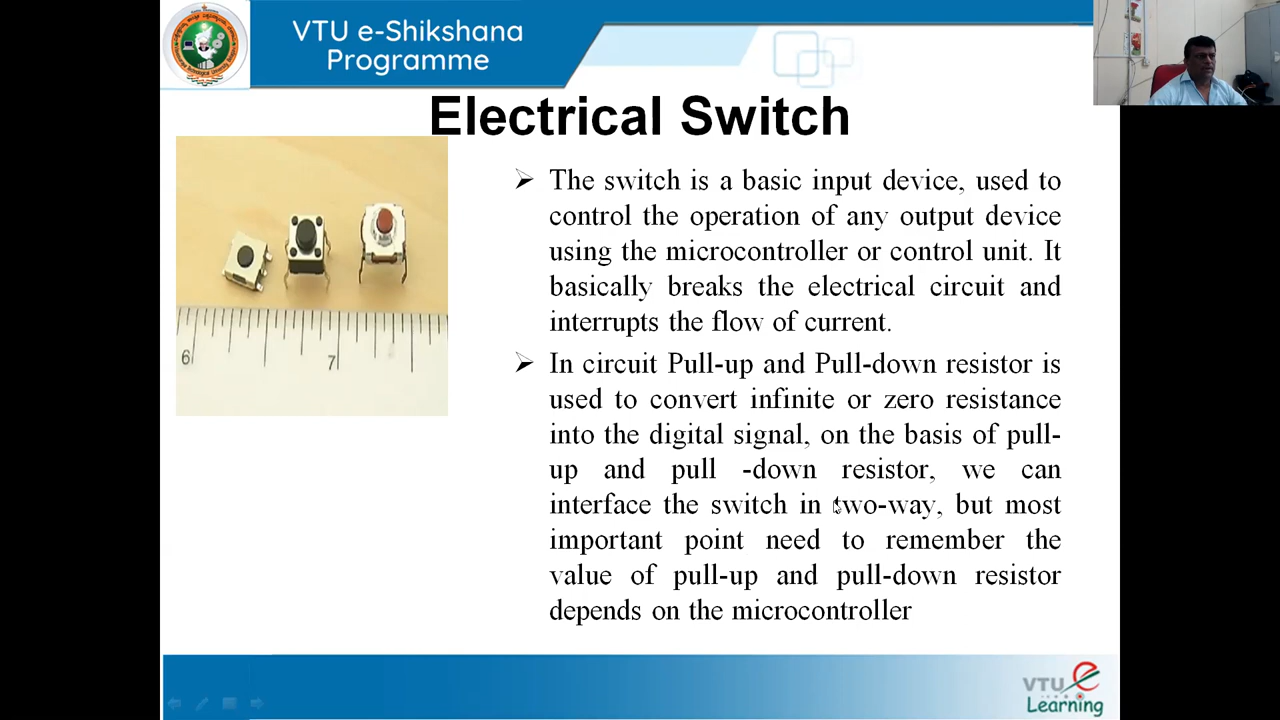 VTU e-Shikshana
Programme
Electrical Switch
6
7
➢ The switch is a basic input device, used to
control the operation of any output device
using the microcontroller or control unit. It
basically breaks the electrical circuit and
interrupts the flow of current.
➢ In circuit Pull-up and Pull-down resistor is
used to convert infinite or zero resistance
into the digital signal, on the basis of pull-
up and pull -down resistor, we can
interface the switch in two-way, but most
important point need to remember the
value of pull-up and pull-down resistor
depends on the microcontroller
VTU e
Learning